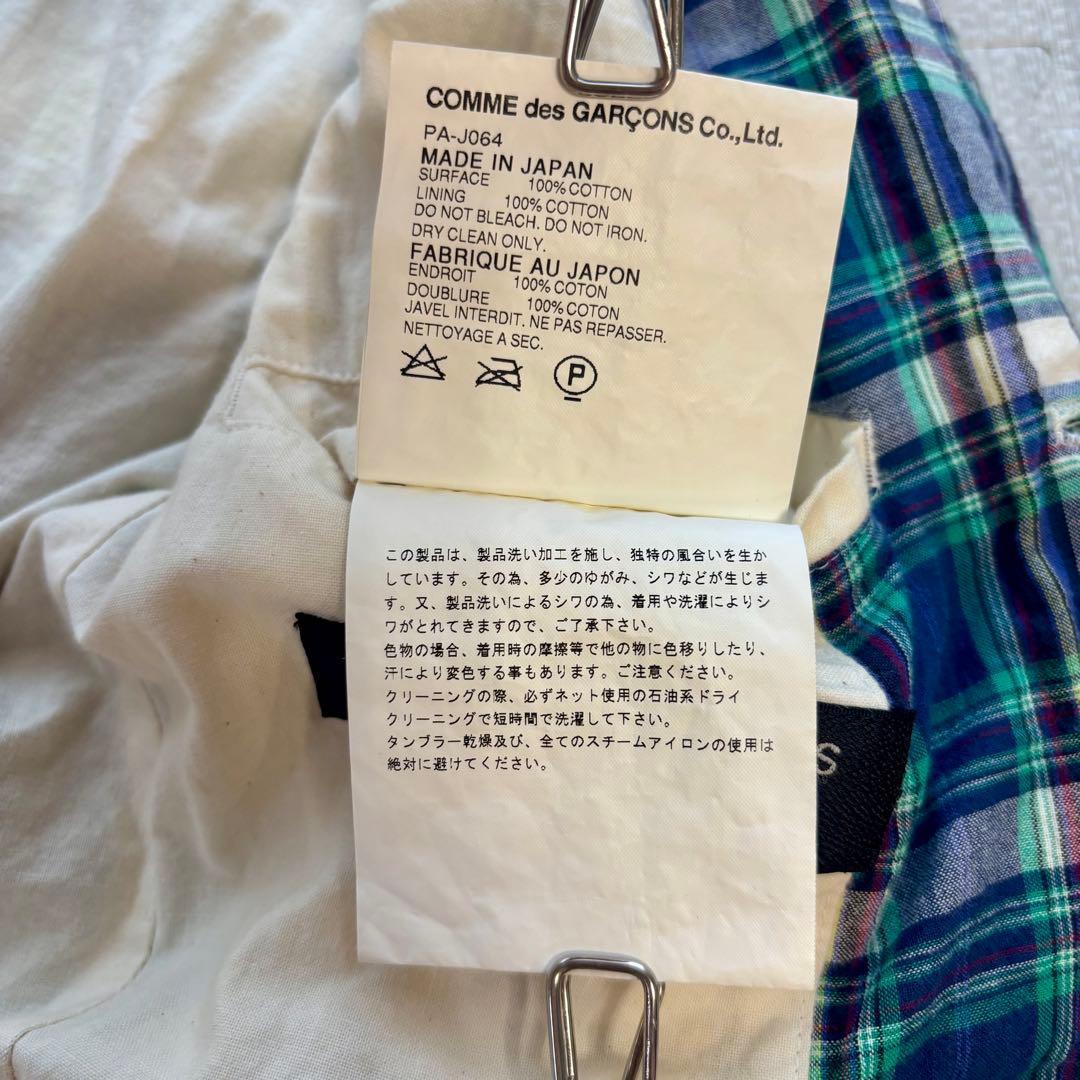 COMME des GARÇONS Co.,Ltd.
PA-J064
MADE IN JAPAN
SURFACE 100% COTTON
LINING 100% COTTON
DO NOT BLEACH. DO NOT IRON.
DRY CLEAN ONLY.
FABRIQUE AU JAPON
ENDROIT 100% COTON
DOUBLURE 100% COTON
JAVEL INTERDIT. NE PAS REPASSER.
NETTOYAGE A SEC.
P
この製品は、製品洗い加工を施し、独特の風合いを生か
しています。その為、多少のゆがみ、シワなどが生じま
す。又、製品洗いによるシワの為、着用や洗濯によりシ
ワがとれてきますので、ご了承下さい。
色物の場合、着用時の摩擦等で他の物に色移りしたり、
汗により変色する事もあります。ご注意ください。
クリーニングの際、必ずネット使用の石油系ドライ
クリーニングで短時間で洗濯して下さい。
タンブラー乾燥及び、全てのスチームアイロンの使用は
絶対に避けてください。
S